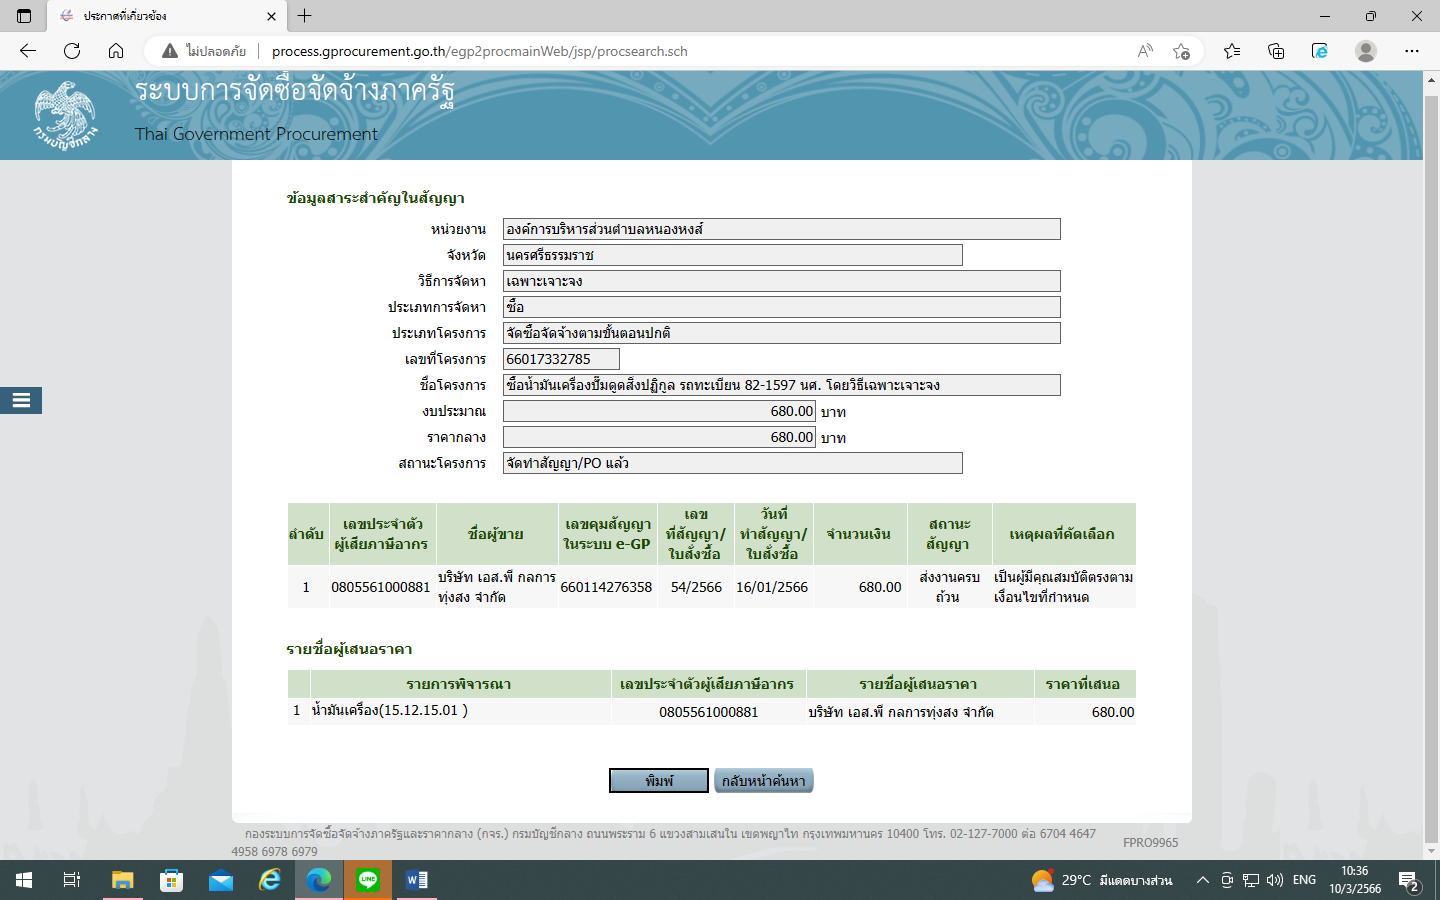 ประกาศที่เกี่ยวข้อง
ไม่ปลอดภัย
process.gprocurement.go.th/egp2procmainWeb/jsp/procsearch.sch
ระบบการจัดซื้อจัดจ้างภาครัฐ
Thai Government Procurement
กรมบัญชีกลาง
ข้อมูลสาระสำคัญในสัญญา
หน่วยงาน องค์การบริหารส่วนตำบลหนองหงส์
จังหวัด นครศรีธรรมราช
วิธีการจัดหา เฉพาะเจาะจง
ประเภทการจัดหา ซื้อ
ประเภทโครงการ จัดซื้อจัดจ้างตามขั้นตอนปกติ
เลขที่โครงการ 66017332785
ชื่อโครงการ ซื้อน้ำมันเครื่องปั๊มดูดสิ่งปฏิกูล รถทะเบียน 82-1597 นศ. โดยวิธีเฉพาะเจาะจง
งบประมาณ 680.00 บาท
ราคากลาง 680.00 บาท
สถานะโครงการ จัดทำสัญญา/PO แล้ว
ลำดับ เลขประจำตัวผู้เสียภาษีอากร ชื่อผู้ขาย เลขคุมสัญญาในระบบ e-GP เลขที่สัญญา/ใบสั่งซื้อ วันที่ทำสัญญา/ใบสั่งซื้อ จำนวนเงิน สถานะสัญญา เหตุผลที่คัดเลือก
1 0805561000881 บริษัท เอส.พี กลการทุ่งสง จำกัด 660114276358 54/2566 16/01/2566 680.00 ส่งงานครบถ้วน เป็นผู้มีคุณสมบัติตรงตามเงื่อนไขที่กำหนด
รายชื่อผู้เสนอราคา
รายการพิจารณา เลขประจำตัวผู้เสียภาษีอากร รายชื่อผู้เสนอราคา ราคาที่เสนอ
1 น้ำมันเครื่อง(15.12.15.01 ) 0805561000881 บริษัท เอส.พี กลการทุ่งสง จำกัด 680.00
พิมพ์ กลับหน้าค้นหา
กองระบบการจัดซื้อจัดจ้างภาครัฐและราคากลาง (กจร.) กรมบัญชีกลาง ถนนพระราม 6 แขวงสามเสนใน เขตพญาไท กรุงเทพมหานคร 10400 โทร. 02-127-7000 ต่อ 6704 4647
4958 6978 6979
FPRO9965
LINE
29°C มีแดดบางส่วน
ENG
10:36
10/3/2566
2